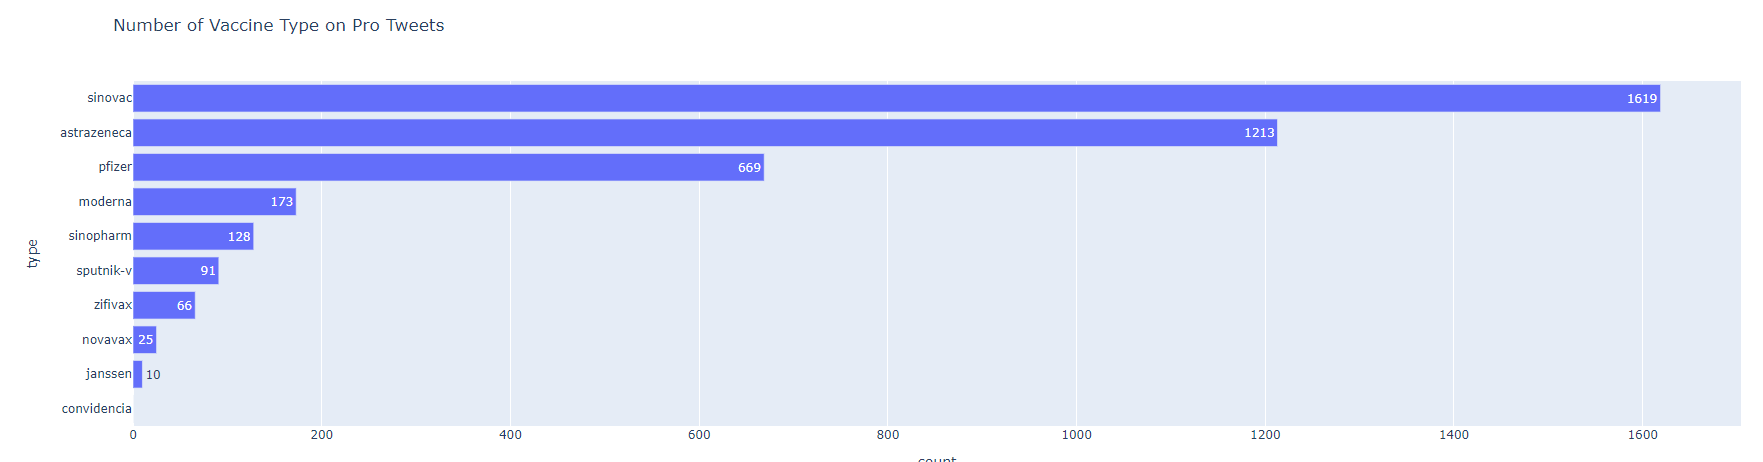 Number of Vaccine Type on Pro Tweets
sinovac 1619
astrazeneca 1213
pfizer 669
moderna 173
sinopharm 128
sputnik-v 91
zifivax 66
novavax 25
janssen 10
convidencia
type
0 200 400 600 800 1000 1200 1400 1600
count